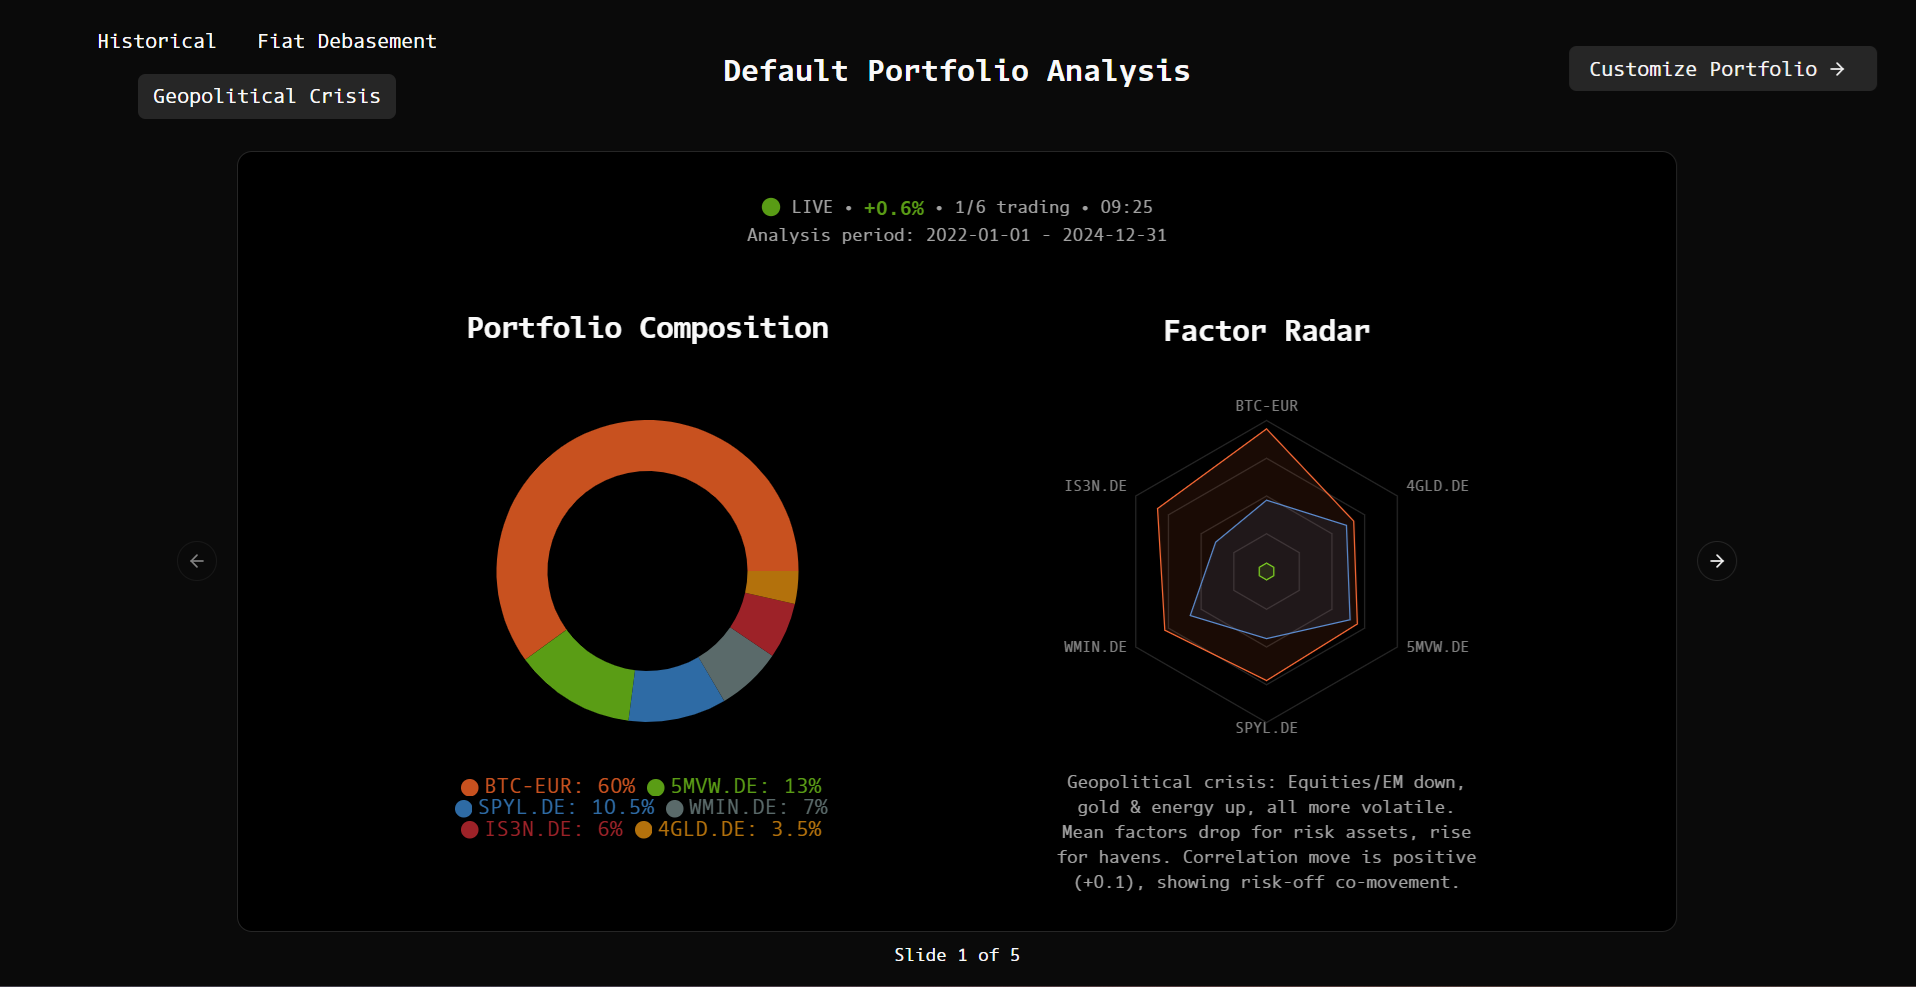 Historical Fiat Debasement
Geopolitical Crisis
Default Portfolio Analysis
Customize Portfolio →
LIVE • +0.6% • 1/6 trading • 09:25
Analysis period: 2022-01-01 - 2024-12-31
Portfolio Composition
BTC-EUR: 60% 5MVW.DE: 13%
SPYL.DE: 10.5% WMIN.DE: 7%
IS3N.DE: 6% 4GLD.DE: 3.5%
Factor Radar
BTC-EUR
IS3N.DE
4GLD.DE
WMIN.DE
5MVW.DE
SPYL.DE
Geopolitical crisis: Equities/EM down,
gold & energy up, all more volatile.
Mean factors drop for risk assets, rise
for havens. Correlation move is positive
(+0.1), showing risk-off co-movement.
Slide 1 of 5